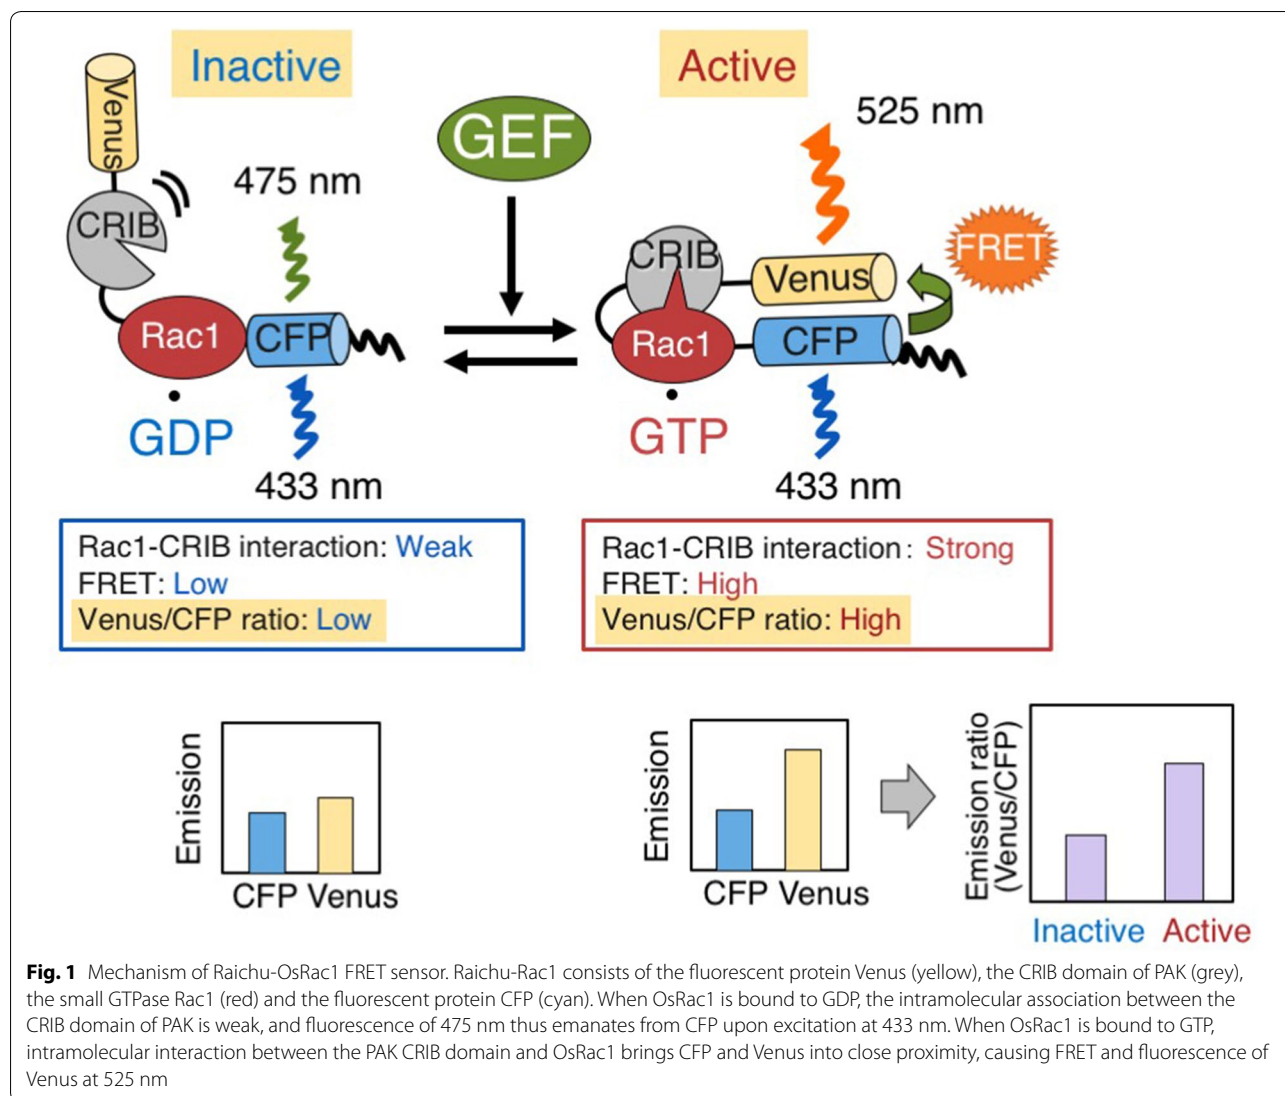 Inactive
Active
Venus
CRIB
475 nm
Rac1
CFP
GDP
433 nm
GEF
525 nm
FRET
CRIB
Venus
Rac1
CFP
GTP
433 nm
Rac1-CRIB interaction: Weak
FRET: Low
Venus/CFP ratio: Low
Rac1-CRIB interaction: Strong
FRET: High
Venus/CFP ratio: High
Emission
CFP Venus
Emission
CFP Venus
Emission ratio
(Venus/CFP)
Inactive Active
Fig. 1 Mechanism of Raichu-OsRac1 FRET sensor. Raichu-Rac1 consists of the fluorescent protein Venus (yellow), the CRIB domain of PAK (grey),
the small GTPase Rac1 (red) and the fluorescent protein CFP (cyan). When OsRac1 is bound to GDP, the intramolecular association between the
CRIB domain of PAK is weak, and fluorescence of 475 nm thus emanates from CFP upon excitation at 433 nm. When OsRac1 is bound to GTP,
intramolecular interaction between the PAK CRIB domain and OsRac1 brings CFP and Venus into close proximity, causing FRET and fluorescence of
Venus at 525 nm